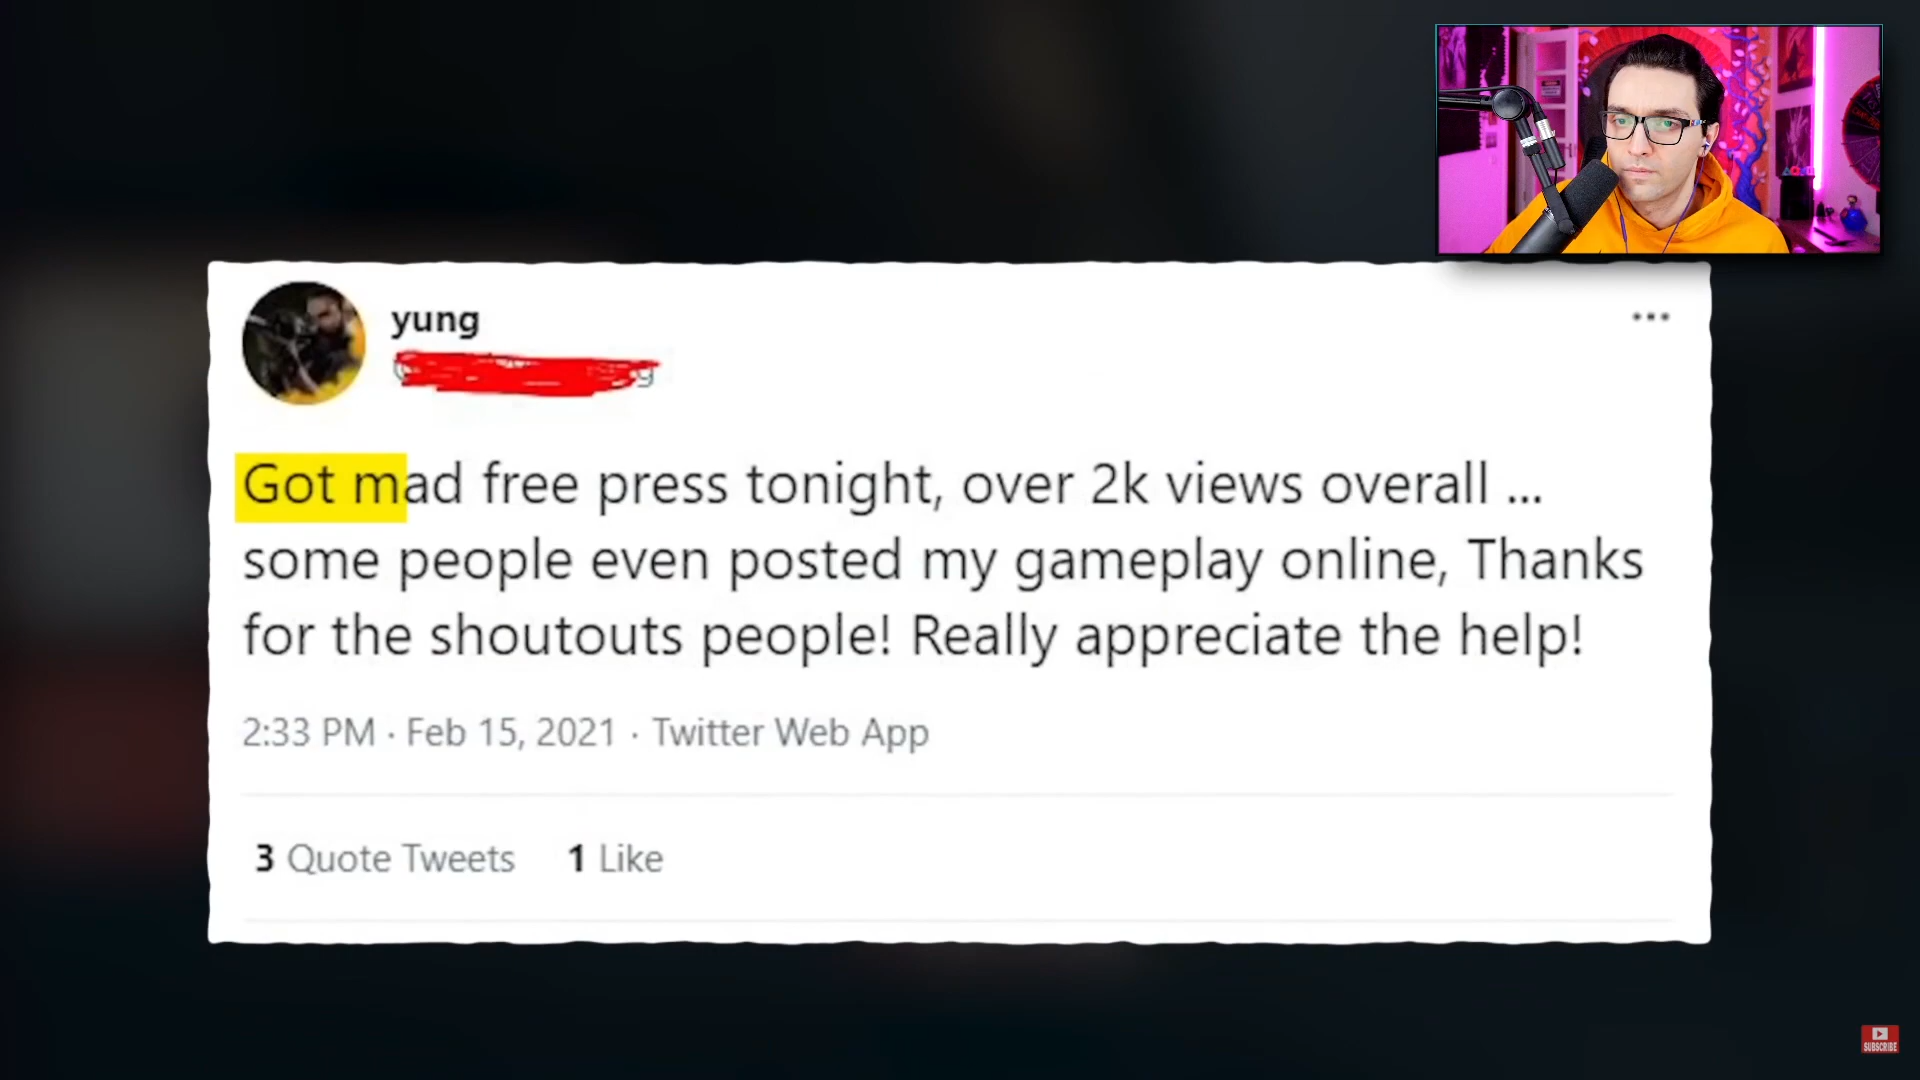 yung
Got mad free press tonight, over 2k views overall ...
some people even posted my gameplay online, Thanks
for the shoutouts people! Really appreciate the help!
2:33 PM · Feb 15, 2021 · Twitter Web App
3 Quote Tweets 1 Like
SUBSCRIBE